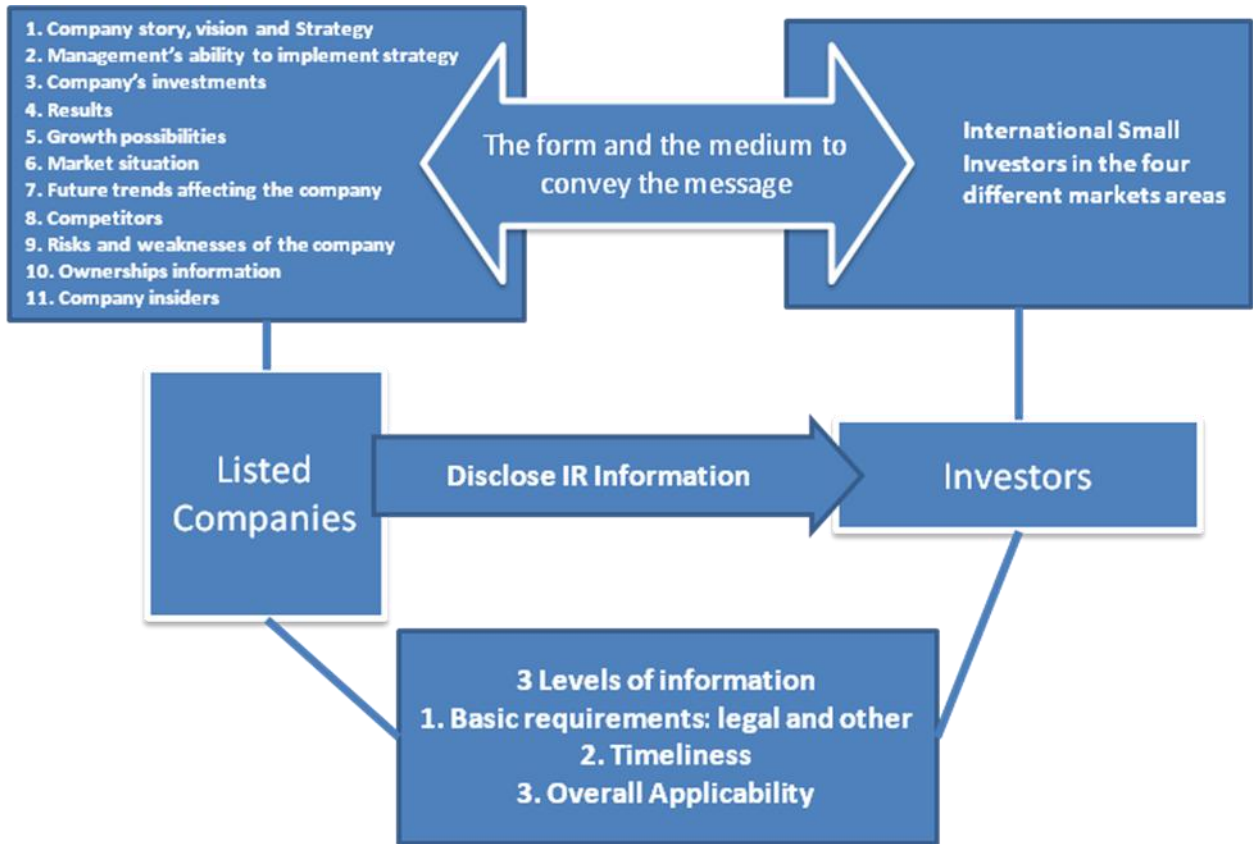 1. Company story, vision and Strategy
2. Management's ability to implement strategy
3. Company's investments
4. Results
5. Growth possibilities
6. Market situation
7. Future trends affecting the company
8. Competitors
9. Risks and weaknesses of the company
10. Ownerships information
11. Company insiders
The form and the medium to
convey the message
International Small
Investors in the four
different markets areas
Listed
Companies
Disclose IR Information
Investors
3 Levels of information
1. Basic requirements: legal and other
2. Timeliness
3. Overall Applicability